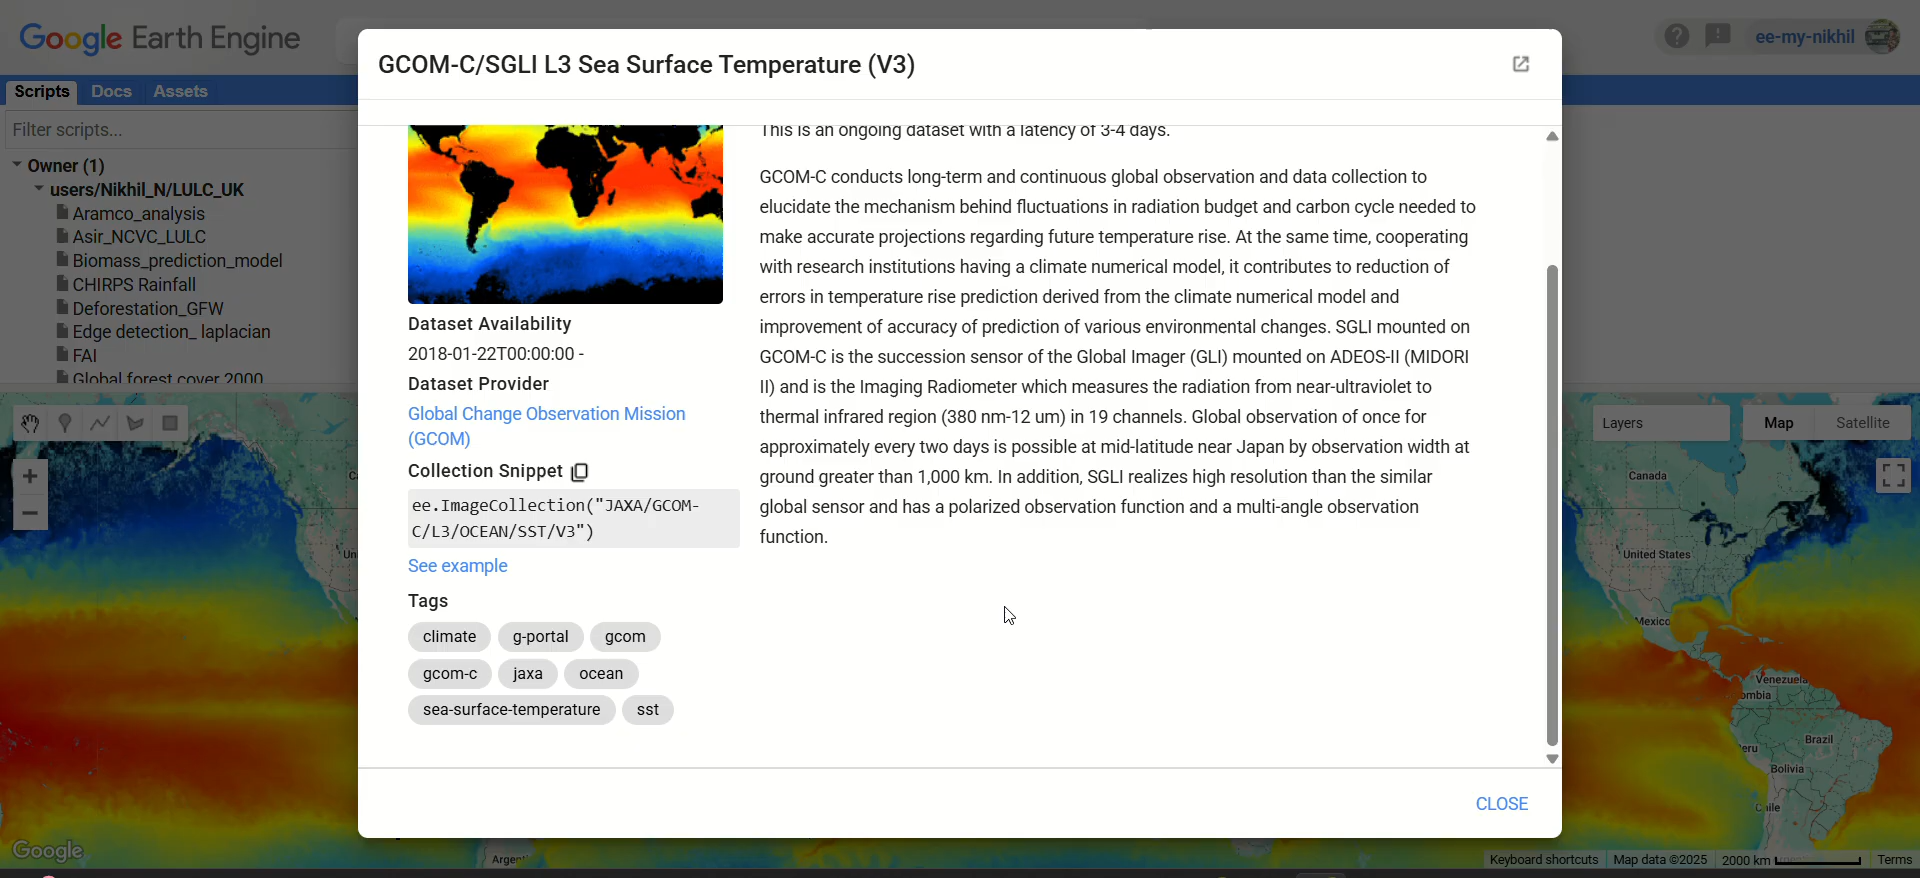 Google Earth Engine
ee-my-nikhil
Scripts Docs Assets
Filter scripts...
Owner (1)
users/Nikhil_N/LULC_UK
Aramco_analysis
Asir_NCVC_LULC
Biomass_prediction_model
CHIRPS Rainfall
Deforestation_GFW
Edge detection_ laplacian
FAI
Global forest cover 2000
GCOM-C/SGLI L3 Sea Surface Temperature (V3)
Dataset Availability
2018-01-22T00:00:00 -
Dataset Provider
Global Change Observation Mission
(GCOM)
Collection Snippet
ee.ImageCollection("JAXA/GCOM-
C/L3/OCEAN/SST/V3")
See example
Tags
climate g-portal gcom
gcom-c jaxa ocean
sea-surface-temperature sst
This is an ongoing dataset with a latency of 3-4 days.
GCOM-C conducts long-term and continuous global observation and data collection to
elucidate the mechanism behind fluctuations in radiation budget and carbon cycle needed to
make accurate projections regarding future temperature rise. At the same time, cooperating
with research institutions having a climate numerical model, it contributes to reduction of
errors in temperature rise prediction derived from the climate numerical model and
improvement of accuracy of prediction of various environmental changes. SGLI mounted on
GCOM-C is the succession sensor of the Global Imager (GLI) mounted on ADEOS-II (MIDORI
II) and is the Imaging Radiometer which measures the radiation from near-ultraviolet to
thermal infrared region (380 nm-12 um) in 19 channels. Global observation of once for
approximately every two days is possible at mid-latitude near Japan by observation width at
ground greater than 1,000 km. In addition, SGLI realizes high resolution than the similar
global sensor and has a polarized observation function and a multi-angle observation
function.
CLOSE
Layers
Map Satellite
Canada
United States
Mexico
Venezuela
ombia
Brazil
eru
Bolivia
Chile
Ca
Un
Argenti
Google
Keyboard shortcuts Map data ©2025 2000 km Terms